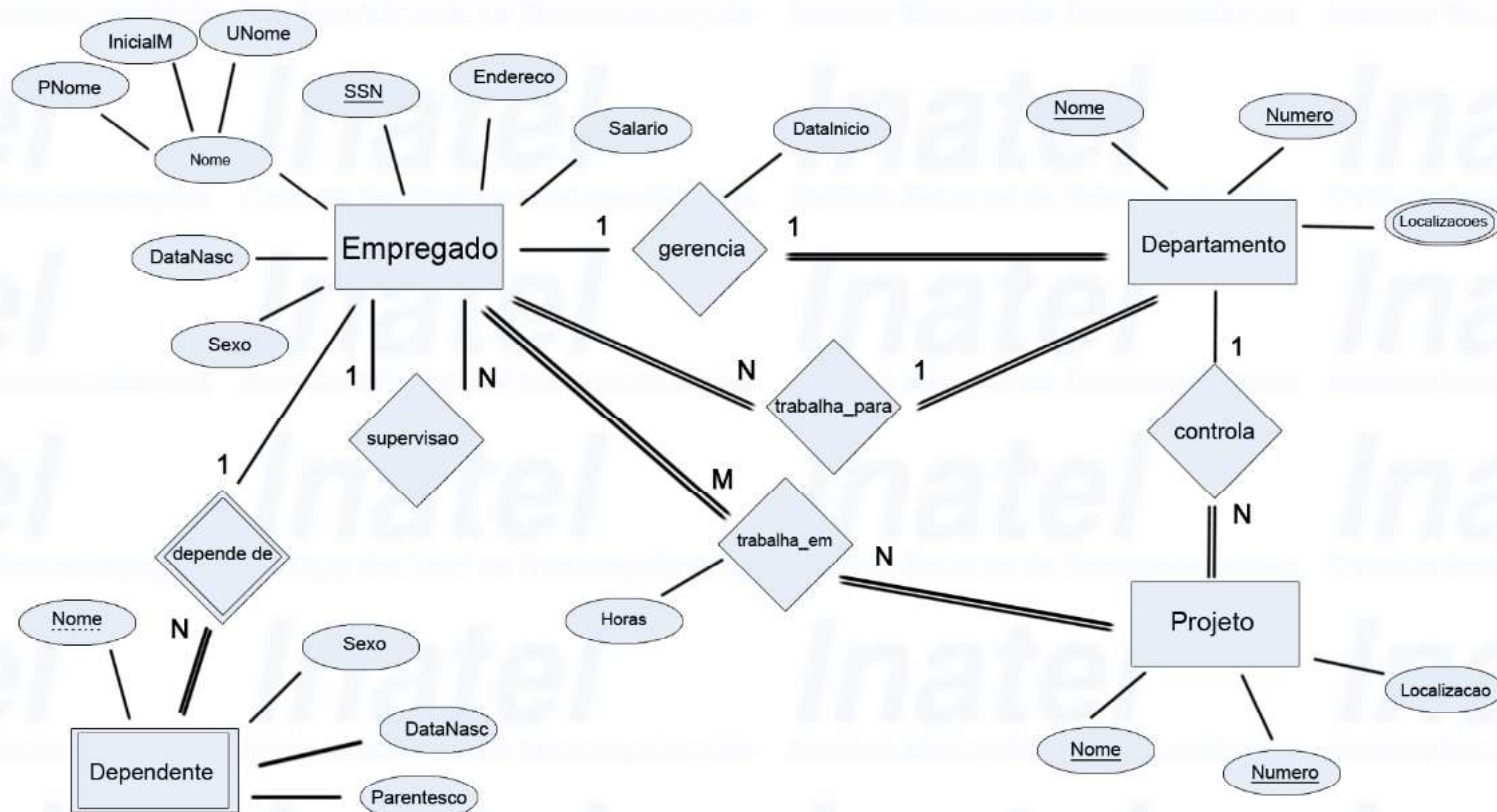 InicialM
UNome
PNome
SSN
Endereco
Nome
Salario
DataInicio
Nome
Numero
Localizacoes
Empregado
1
gerencia
1
Departamento
DataNasc
Sexo
1
N
supervisao
N
trabalha_para
1
1
controla
N
1
depende de
N
M
trabalha_em
N
Horas
Projeto
Localizacao
Nome
Numero
Nome
Sexo
DataNasc
Dependente
Parentesco
Inatel